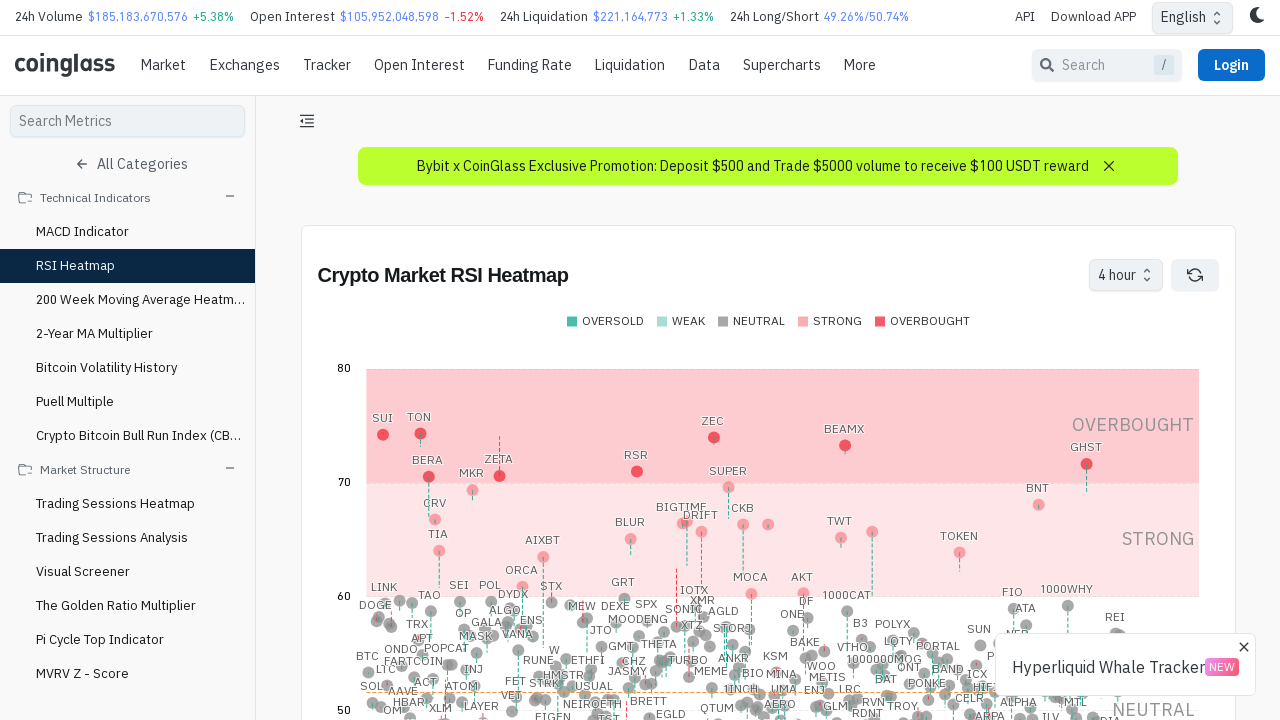 24h Volume $185,183,670,576 +5.38% Open Interest $105,952,048,598 -1.52% 24h Liquidation $221,164,773 +1.33% 24h Long/Short 49.26%/50.74% API Download APP English
coinglass Market Exchanges Tracker Open Interest Funding Rate Liquidation Data Supercharts More Search / Login
Search Metrics
All Categories
Technical Indicators
MACD Indicator
RSI Heatmap
200 Week Moving Average Heatm...
2-Year MA Multiplier
Bitcoin Volatility History
Puell Multiple
Crypto Bitcoin Bull Run Index (CB...
Market Structure
Trading Sessions Heatmap
Trading Sessions Analysis
Visual Screener
The Golden Ratio Multiplier
Pi Cycle Top Indicator
MVRV Z - Score
Bybit x CoinGlass Exclusive Promotion: Deposit $500 and Trade $5000 volume to receive $100 USDT reward
Crypto Market RSI Heatmap 4 hour
OVERSOLD WEAK NEUTRAL STRONG OVERBOUGHT
80
SUI TON ZEC BEAMX OVERBOUGHT
BERA MKR ZETA RSR SUPER GHST
70
CRV BIGTIME DRIFT CKB BNT
TIA BLUR TWT STRONG
AIXBT TOKEN
ORCA MOCA AKT
60
LINK TAO SEI POL DYDX STX GRT IOTX 1000CAT FIO 1000WHY
DOGE OP ALGO MEW DEXE SPX SONIC XMR AGLD ONE DF ATA REI
TRX GALA ENS JTO MOODENG XTZ STORJ B3 POLYX SUN
APT MASK VANA GMT THETA BAKE VTHO LQTY PORTAL
BTC ONDO POPCAT RUNE W ETHFI CHZ TURBO ANKR KSM 1000000MOG
LTC FARTCOIN INJ HMSTR JASMY MEME MINA WOO METIS BAT QNT BAND ICX
SOL AAVE ACT ATOM FET STRK USUAL 1INCH UMA LRC RONKE
HBAR XLM LAYER VET NEIROETH BRETT QTUM AERO GLM RVN TROY CELR ALPHA MTL
50
EIGEN EGLD RDNT NEUTRAL
Hyperliquid Whale Tracker NEW